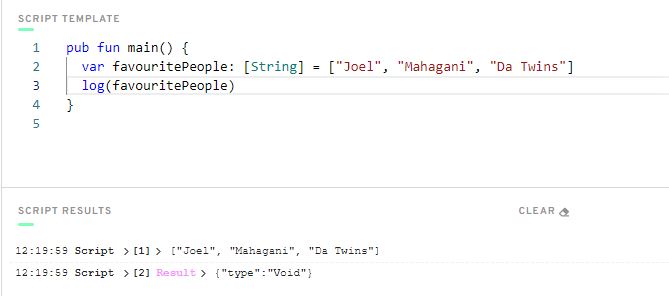 SCRIPT TEMPLATE
1 pub fun main() {
2 var favouritePeople: [String] = ["Joel", "Mahagani", "Da Twins"]
3 log(favouritePeople)
4 }
5
SCRIPT RESULTS CLEAR
12:19:59 Script > [1] > ["Joel", "Mahagani", "Da Twins"]
12:19:59 Script > [2] Result > {"type":"Void"}